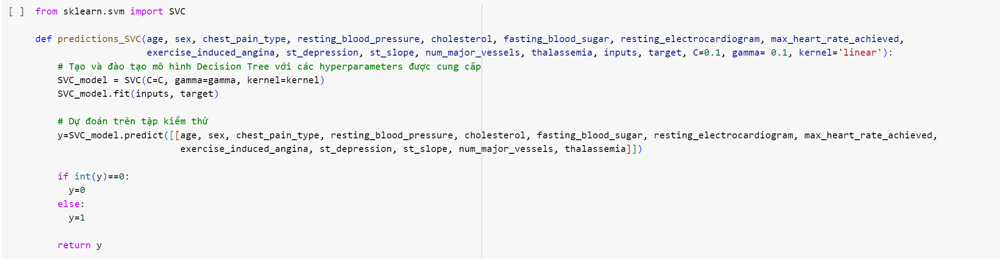 [ ] from sklearn.svm import SVC
def predictions_SVC(age, sex, chest_pain_type, resting_blood_pressure, cholesterol, fasting_blood_sugar, resting_electrocardiogram, max_heart_rate_achieved,
exercise_induced_angina, st_depression, st_slope, num_major_vessels, thalassemia, inputs, target, C=0.1, gamma= 0.1, kernel='linear'):
# Tạo và đào tạo mô hình Decision Tree với các hyperparameters được cung cấp
SVC_model = SVC(C=C, gamma=gamma, kernel=kernel)
SVC_model.fit(inputs, target)
# Dự đoán trên tập kiểm thử
y=SVC_model.predict([[age, sex, chest_pain_type, resting_blood_pressure, cholesterol, fasting_blood_sugar, resting_electrocardiogram, max_heart_rate_achieved,
exercise_induced_angina, st_depression, st_slope, num_major_vessels, thalassemia]])
if int(y)==0:
y=0
else:
y=1
return y